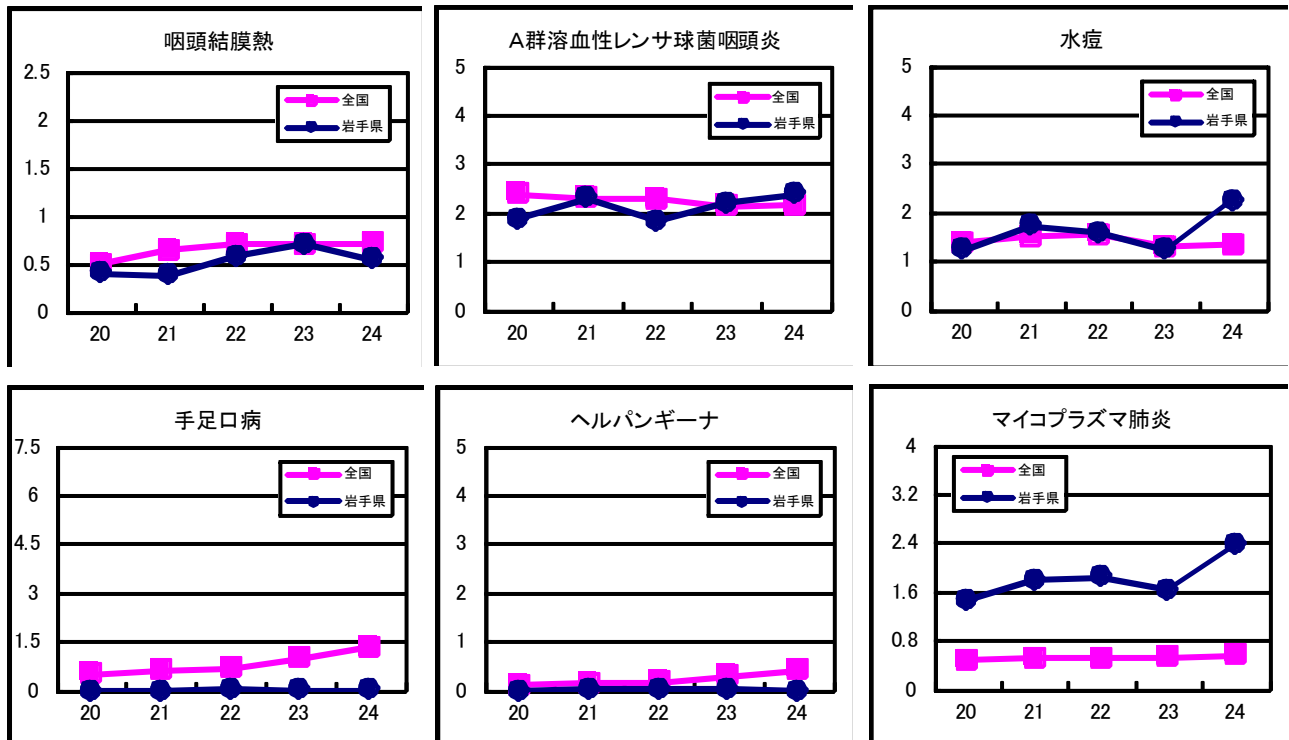 咽頭結膜熱
2.5
2
1.5
1
0.5
0
全国
岩手県
20 21 22 23 24
A群溶血性レンサ球菌咽頭炎
5
4
3
2
1
0
全国
岩手県
20 21 22 23 24
水痘
5
4
3
2
1
0
全国
岩手県
20 21 22 23 24
手足口病
7.5
6
4.5
3
1.5
0
全国
岩手県
20 21 22 23 24
ヘルパンギーナ
5
4
3
2
1
0
全国
岩手県
20 21 22 23 24
マイコプラズマ肺炎
4
3.2
2.4
1.6
0.8
0
全国
岩手県
20 21 22 23 24